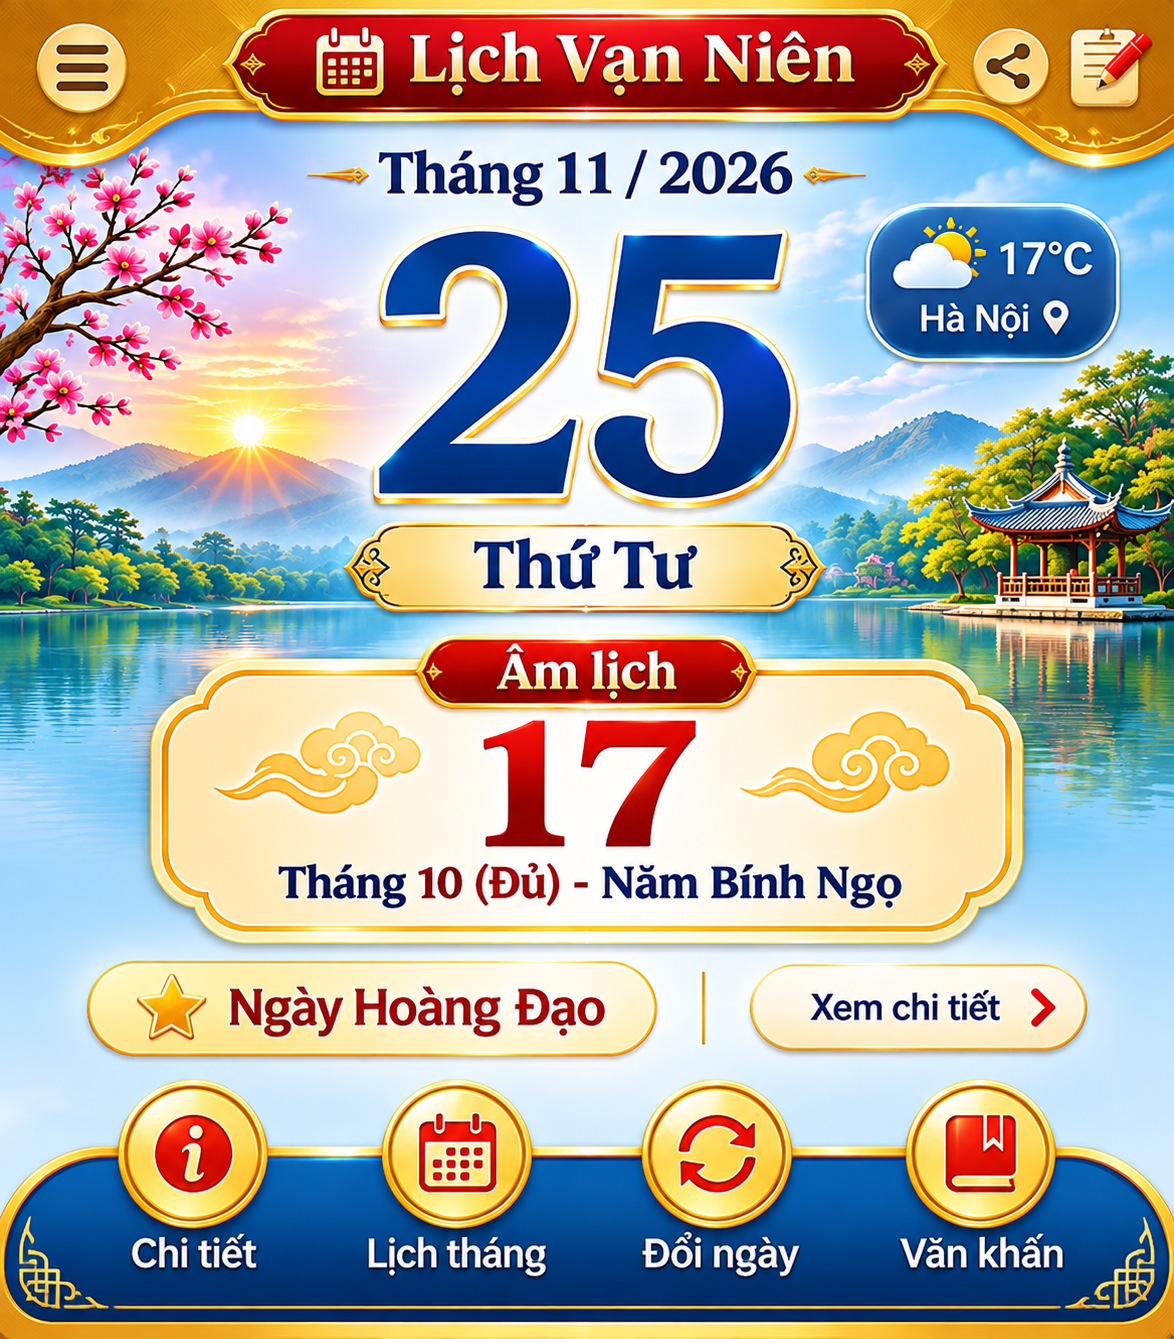 Lịch Vạn Niên
Tháng 11 / 2026
25
17°C
Hà Nội
Thứ Tư
Âm lịch
17
Tháng 10 (Đủ) - Năm Bính Ngọ
Ngày Hoàng Đạo
Xem chi tiết
Chi tiết
Lịch tháng
Đổi ngày
Văn khấn